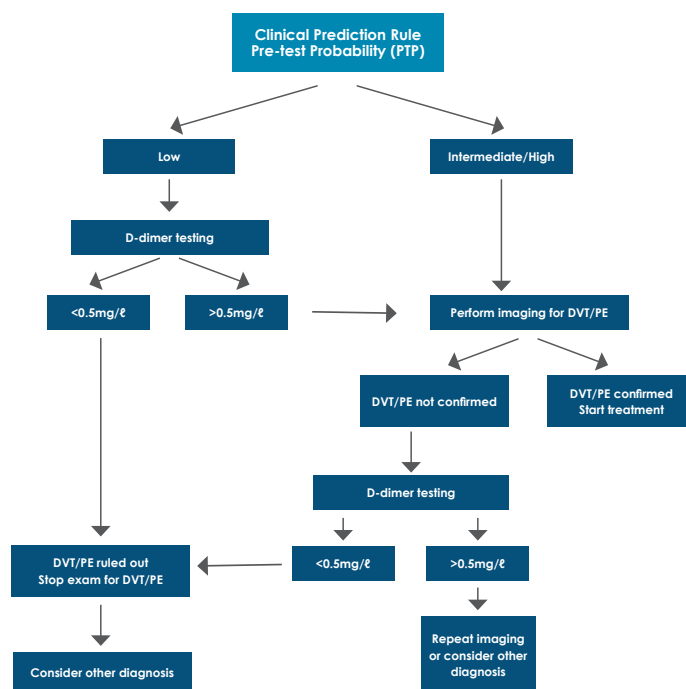 Clinical Prediction Rule
Pre-test Probability (PTP)
Low
Intermediate/High
D-dimer testing
<0.5mg/ℓ
>0.5mg/ℓ
Perform imaging for DVT/PE
DVT/PE not confirmed
DVT/PE confirmed
Start treatment
D-dimer testing
DVT/PE ruled out
Stop exam for DVT/PE
<0.5mg/ℓ
>0.5mg/ℓ
Consider other diagnosis
Repeat imaging
or consider other
diagnosis